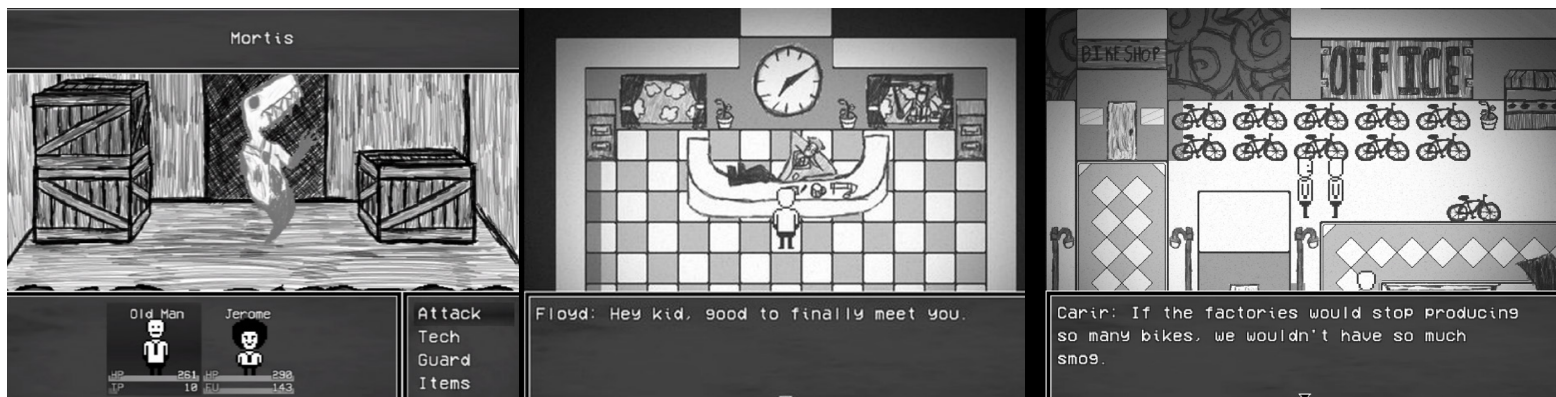 Mortis
Old Man
Jerome
HP 261
HP 290
TP 10
FU 143
Attack
Tech
Guard
Items
Floyd: Hey kid, good to finally meet you.
BIKE SHOP
OFFICE
Carir: If the factories would stop producing
so many bikes, we wouldn't have so much
smog.